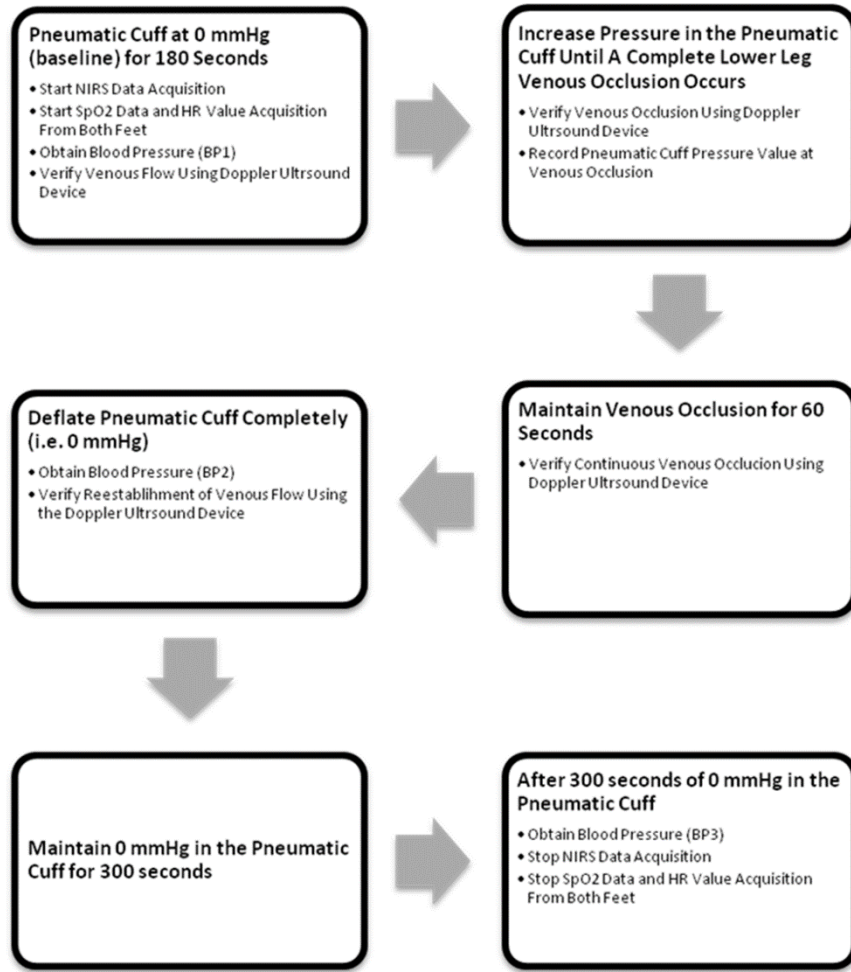 Pneumatic Cuff at 0 mmHg
(baseline) for 180 Seconds
• Start NIRS Data Acquisition
• Start SpO2 Data and HR Value Acquisition
From Both Feet
• Obtain Blood Pressure (BP1)
• Verify Venous Flow Using Doppler Ultrsound
Device
Increase Pressure in the Pneumatic
Cuff Until A Complete Lower Leg
Venous Occlusion Occurs
• Verify Venous Occlusion Using Doppler
Ultrsound Device
• Record Pneumatic Cuff Pressure Value at
Venous Occlusion
Maintain Venous Occlusion for 60
Seconds
• Verify Continuous Venous Occlucion Using
Doppler Ultrsound Device
Deflate Pneumatic Cuff Completely
(i.e. 0 mmHg)
• Obtain Blood Pressure (BP2)
• Verify Reestablihment of Venous Flow Using
the Doppler Ultrsound Device
Maintain 0 mmHg in the Pneumatic
Cuff for 300 seconds
After 300 seconds of 0 mmHg in the
Pneumatic Cuff
• Obtain Blood Pressure (BP3)
• Stop NIRS Data Acquisition
• Stop SpO2 Data and HR Value Acquisition
From Both Feet